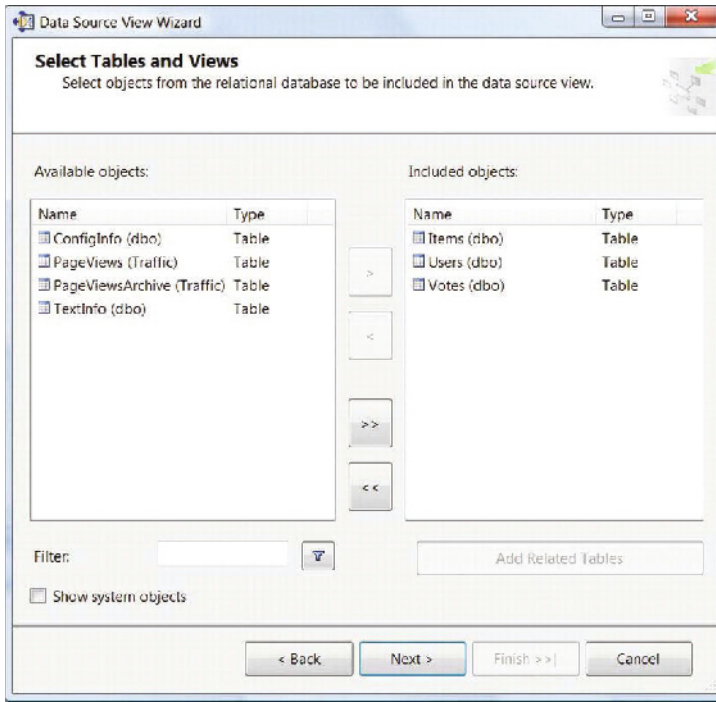 Data Source View Wizard
Select Tables and Views
Select objects from the relational database to be included in the data source view.
Available objects:
Name Type
ConfigInfo (dbo) Table
PageViews (Traffic) Table
PageViewsArchive (Traffic) Table
TextInfo (dbo) Table
>
<
>>
<<
Included objects:
Name Type
Items (dbo) Table
Users (dbo) Table
Votes (dbo) Table
Filter:
Add Related Tables
Show system objects
< Back Next > Finish >>| Cancel